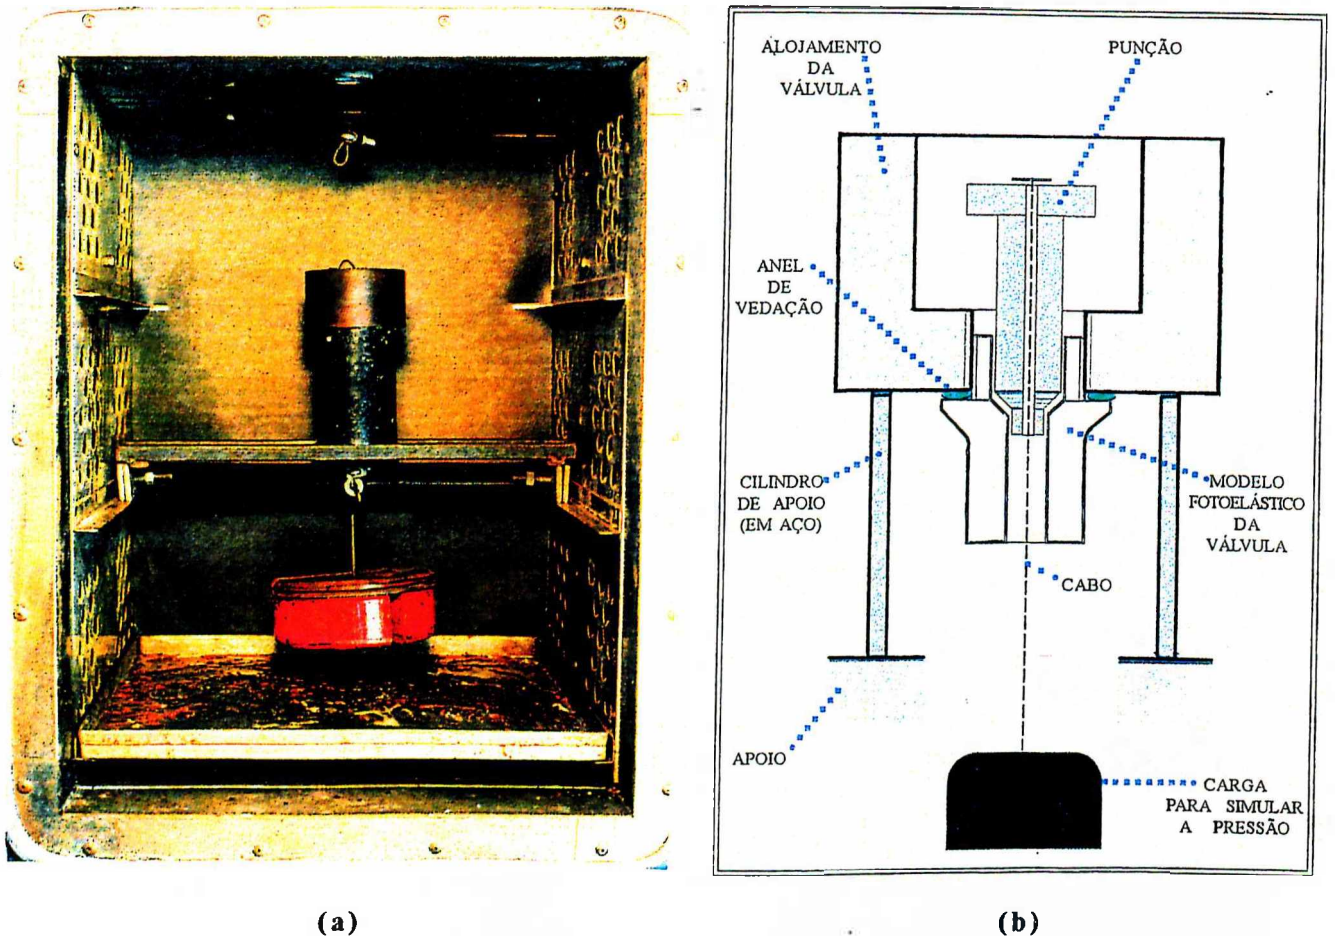 ALOJAMENTO
DA
VÁLVULA
PUNÇÃO
ANEL
DE
VEDAÇÃO
CILINDRO
DE APOIO
(EM AÇO)
MODELO
FOTOELÁSTICO
DA
VÁLVULA
CABO
APOIO
CARGA
PARA SIMULAR
A PRESSÃO
(a)
(b)